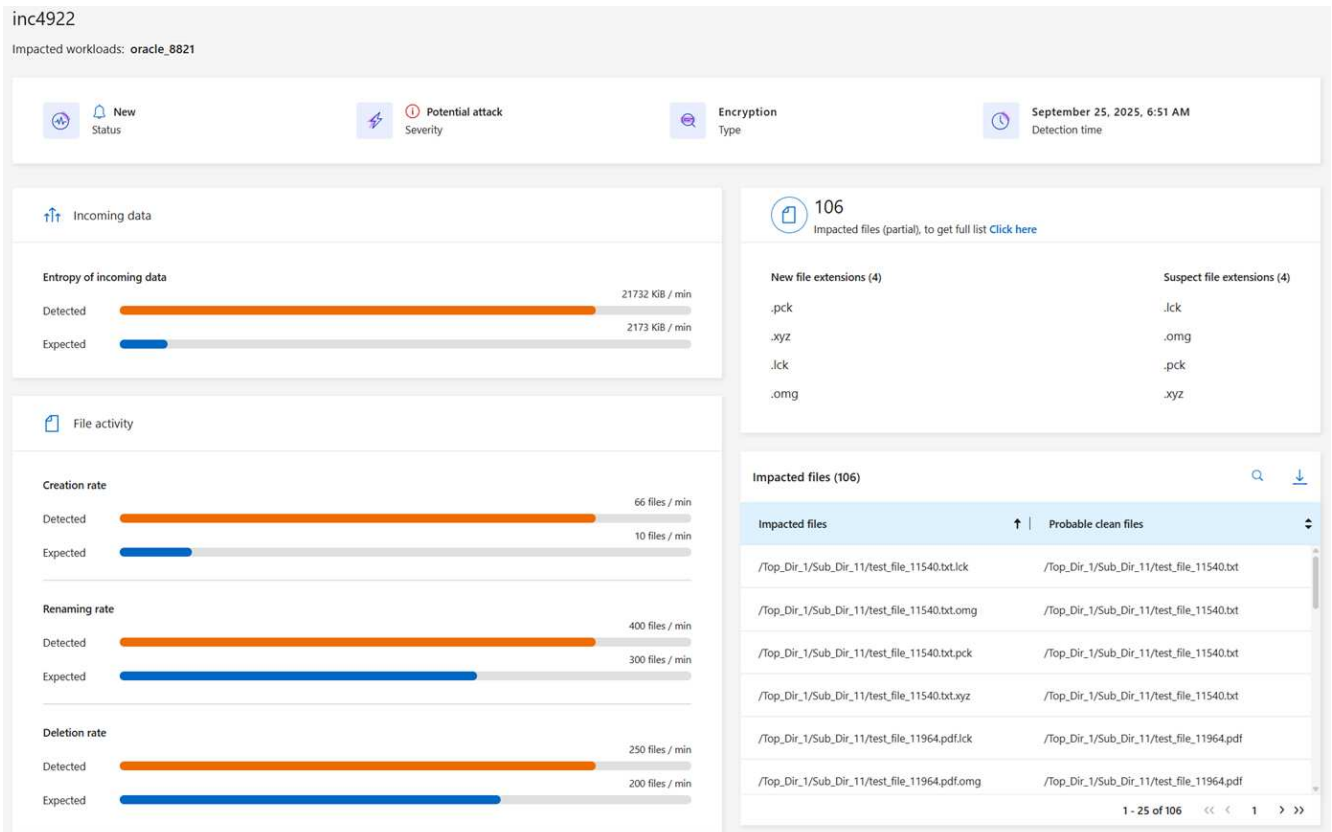 inc4922
Impacted workloads: oracle_8821
New
Status
Potential attack
Severity
Encryption
Type
September 25, 2025, 6:51 AM
Detection time
Incoming data
Entropy of incoming data
21732 KiB / min
Detected
2173 KiB / min
Expected
File activity
Creation rate
66 files / min
Detected
10 files / min
Expected
Renaming rate
400 files / min
Detected
300 files / min
Expected
Deletion rate
250 files / min
Detected
200 files / min
Expected
106
Impacted files (partial), to get full list Click here
New file extensions (4) Suspect file extensions (4)
.pck .lck
.xyz .omg
.lck .pck
.omg .xyz
Impacted files (106)
Impacted files Probable clean files
/Top_Dir_1/Sub_Dir_11/test_file_11540.txt.lck /Top_Dir_1/Sub_Dir_11/test_file_11540.txt
/Top_Dir_1/Sub_Dir_11/test_file_11540.txt.omg /Top_Dir_1/Sub_Dir_11/test_file_11540.txt
/Top_Dir_1/Sub_Dir_11/test_file_11540.txt.pck /Top_Dir_1/Sub_Dir_11/test_file_11540.txt
/Top_Dir_1/Sub_Dir_11/test_file_11540.txt.xyz /Top_Dir_1/Sub_Dir_11/test_file_11540.txt
/Top_Dir_1/Sub_Dir_11/test_file_11964.pdf.lck /Top_Dir_1/Sub_Dir_11/test_file_11964.pdf
/Top_Dir_1/Sub_Dir_11/test_file_11964.pdf.omg /Top_Dir_1/Sub_Dir_11/test_file_11964.pdf
1 - 25 of 106 << < 1 > >>